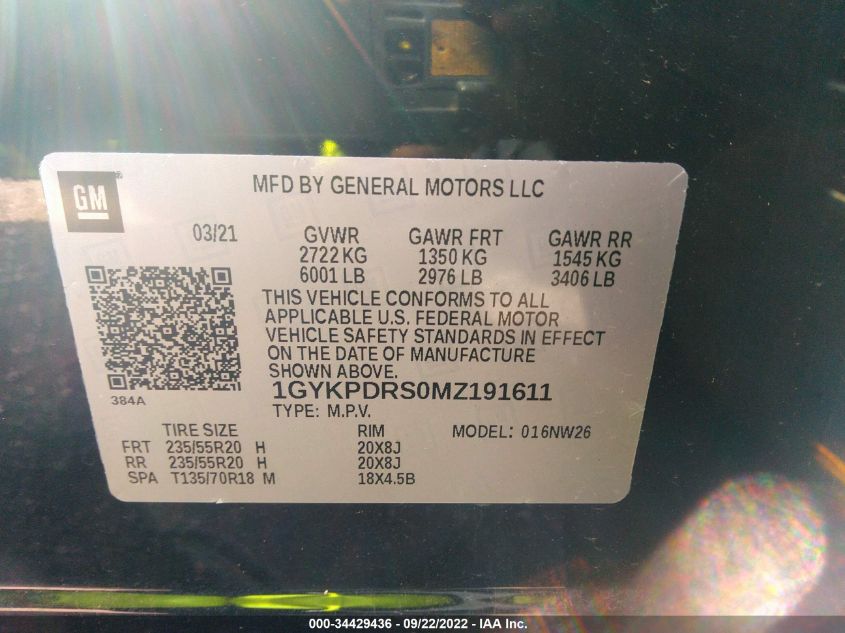 GM ®
MFD BY GENERAL MOTORS LLC
03/21 GVWR GAWR FRT GAWR RR
2722 KG 1350 KG 1545 KG
6001 LB 2976 LB 3406 LB
THIS VEHICLE CONFORMS TO ALL
APPLICABLE U.S. FEDERAL MOTOR
VEHICLE SAFETY STANDARDS IN EFFECT
ON THE DATE OF MANUFACTURE
SHOWN ABOVE.
384A
1GYKPDRS0MZ191611
TYPE: M.P.V.
TIRE SIZE RIM MODEL: 016NW26
FRT 235/55R20 H 20X8J
RR 235/55R20 H 20X8J
SPA T135/70R18 M 18X4.5B
000-34429436 - 09/22/2022 - IAA Inc.